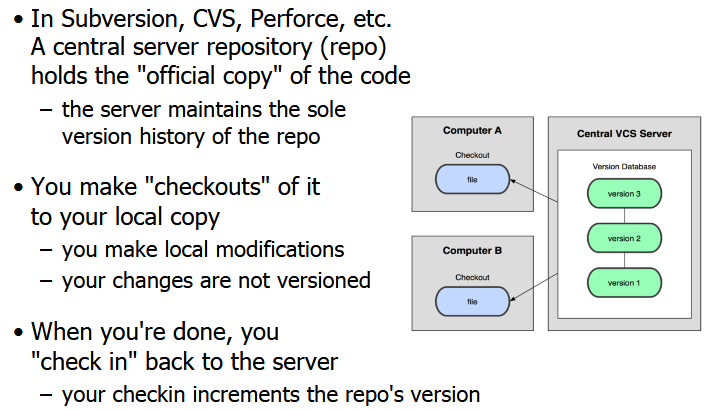 • In Subversion, CVS, Perforce, etc.
A central server repository (repo)
holds the "official copy" of the code
– the server maintains the sole
version history of the repo
• You make "checkouts" of it
to your local copy
– you make local modifications
– your changes are not versioned
• When you're done, you
"check in" back to the server
– your checkin increments the repo's version
Computer A
Checkout
file
Computer B
Checkout
file
Central VCS Server
Version Database
version 3
version 2
version 1